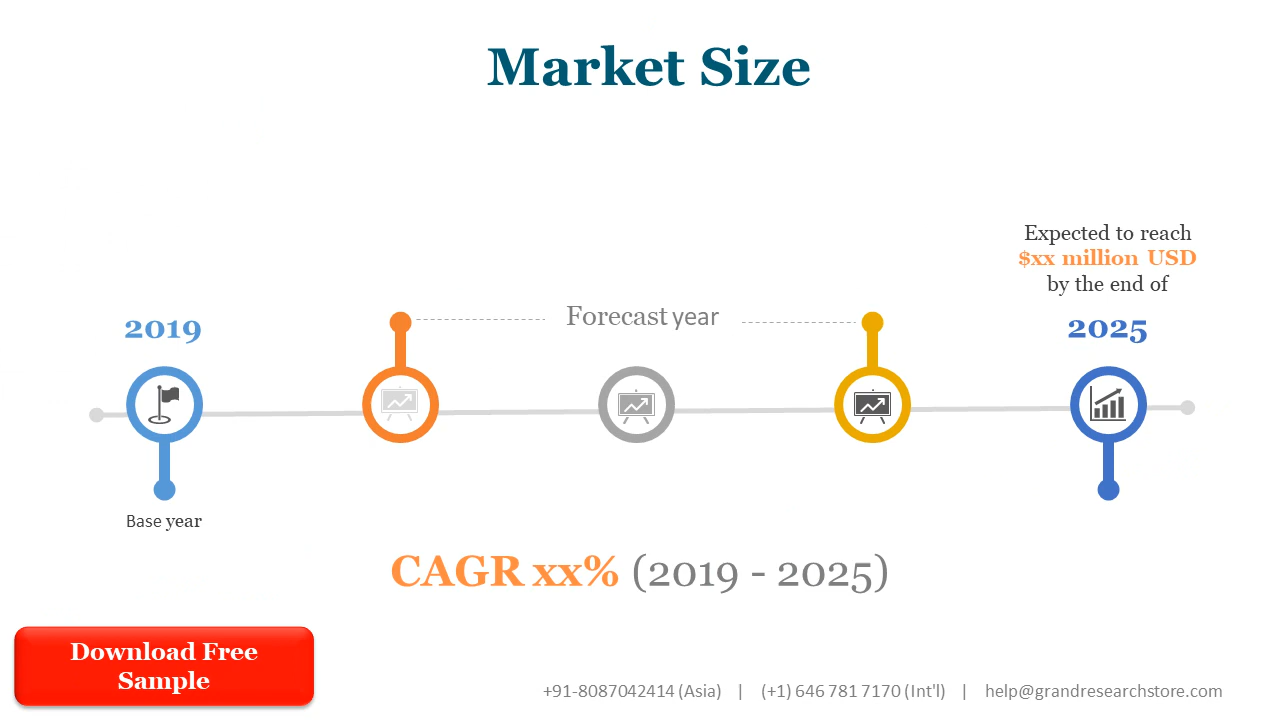 Market Size
Expected to reach
$xx million USD
by the end of
2019
Forecast year
2025
Base year
CAGR xx% (2019 - 2025)
Download Free
Sample
+91-8087042414 (Asia) | (+1) 646 781 7170 (Int'l) | help@grandresearchstore.com